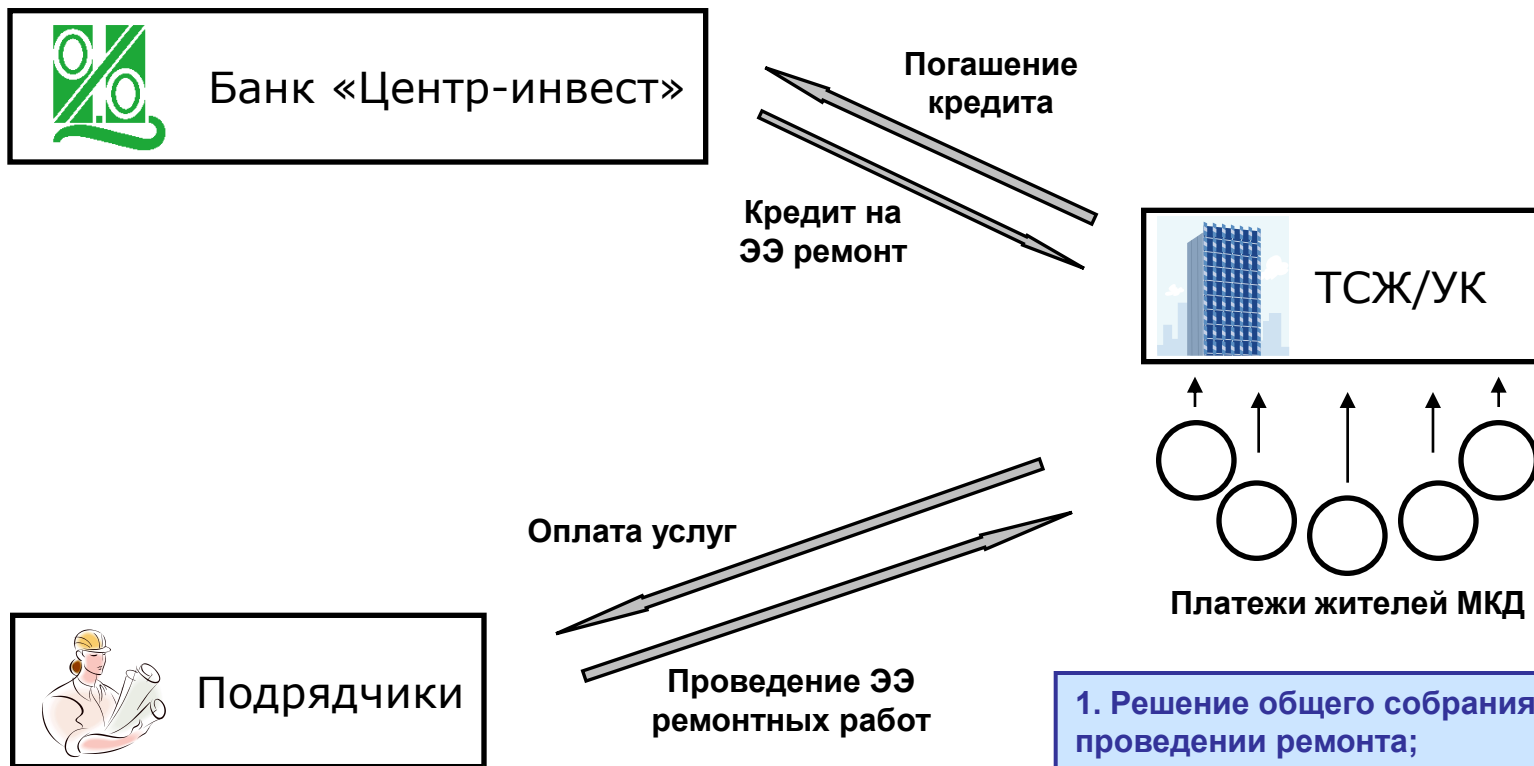 Банк «Центр-инвест»
Погашение
кредита
Кредит на
ЭЭ ремонт
ТСЖ/УК
Оплата услуг
Платежи жителей МКД
Подрядчики
Проведение ЭЭ
ремонтных работ
1. Решение общего собрания
проведении ремонта;